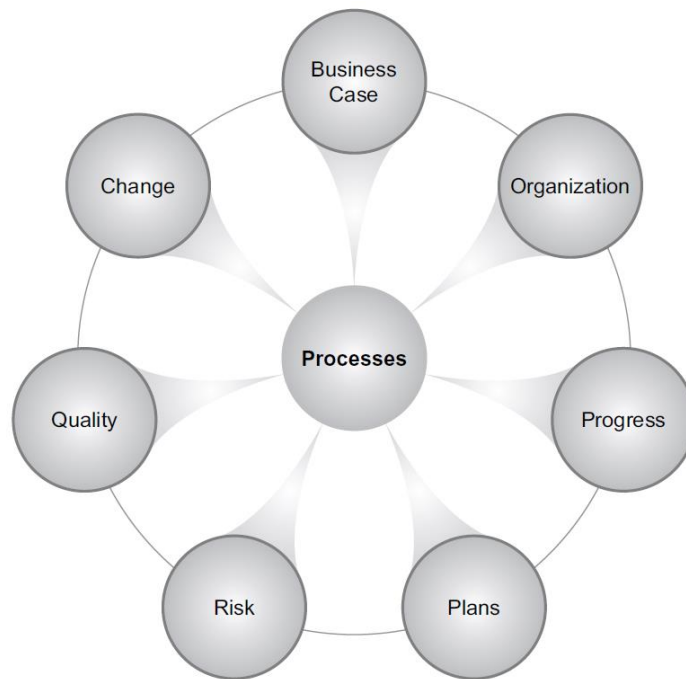 Business
Case
Change
Organization
Processes
Quality
Progress
Risk
Plans